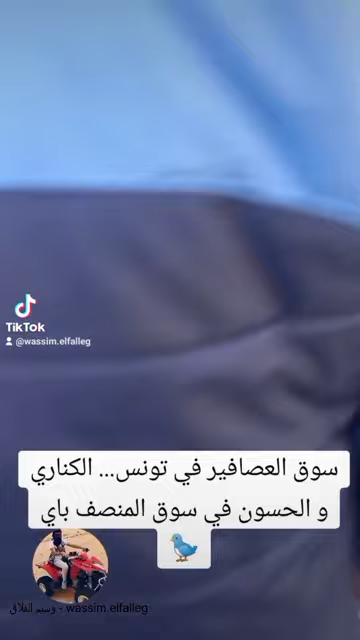 TikTok
@wassim.elfalleg
سوق العصافير في تونس... الكناري
و الحسون في سوق المنصف باي
wassim.elfalleg - وسيم الفلاق